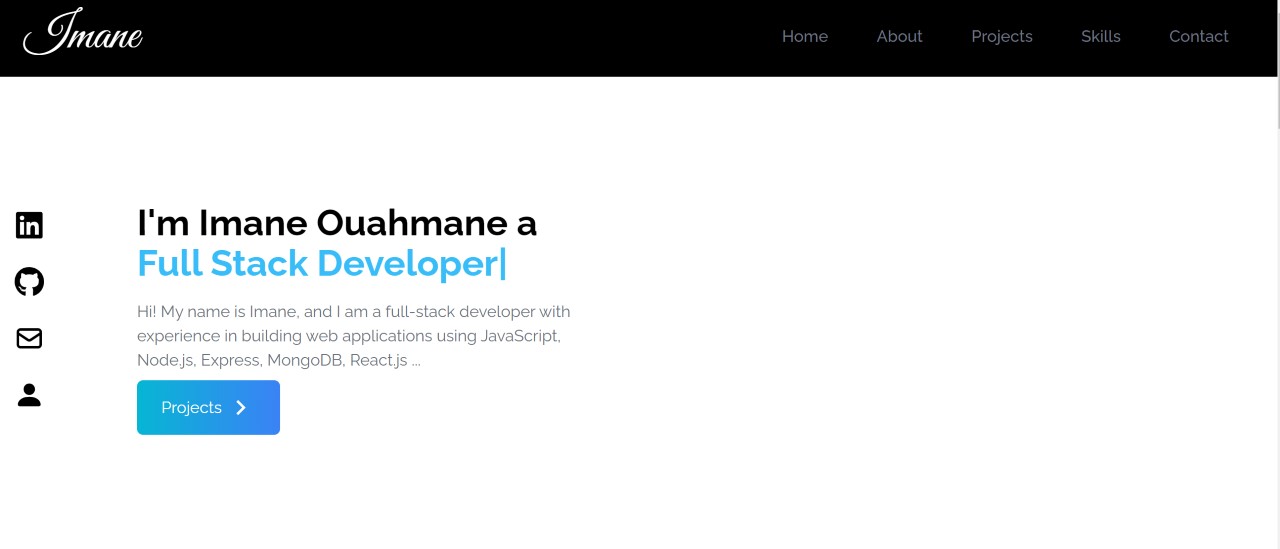 Imane
Home About Projects Skills Contact
I'm Imane Ouahmane a
Full Stack Developer|
Hi! My name is Imane, and I am a full-stack developer with
experience in building web applications using JavaScript,
Node.js, Express, MongoDB, React.js ...
Projects